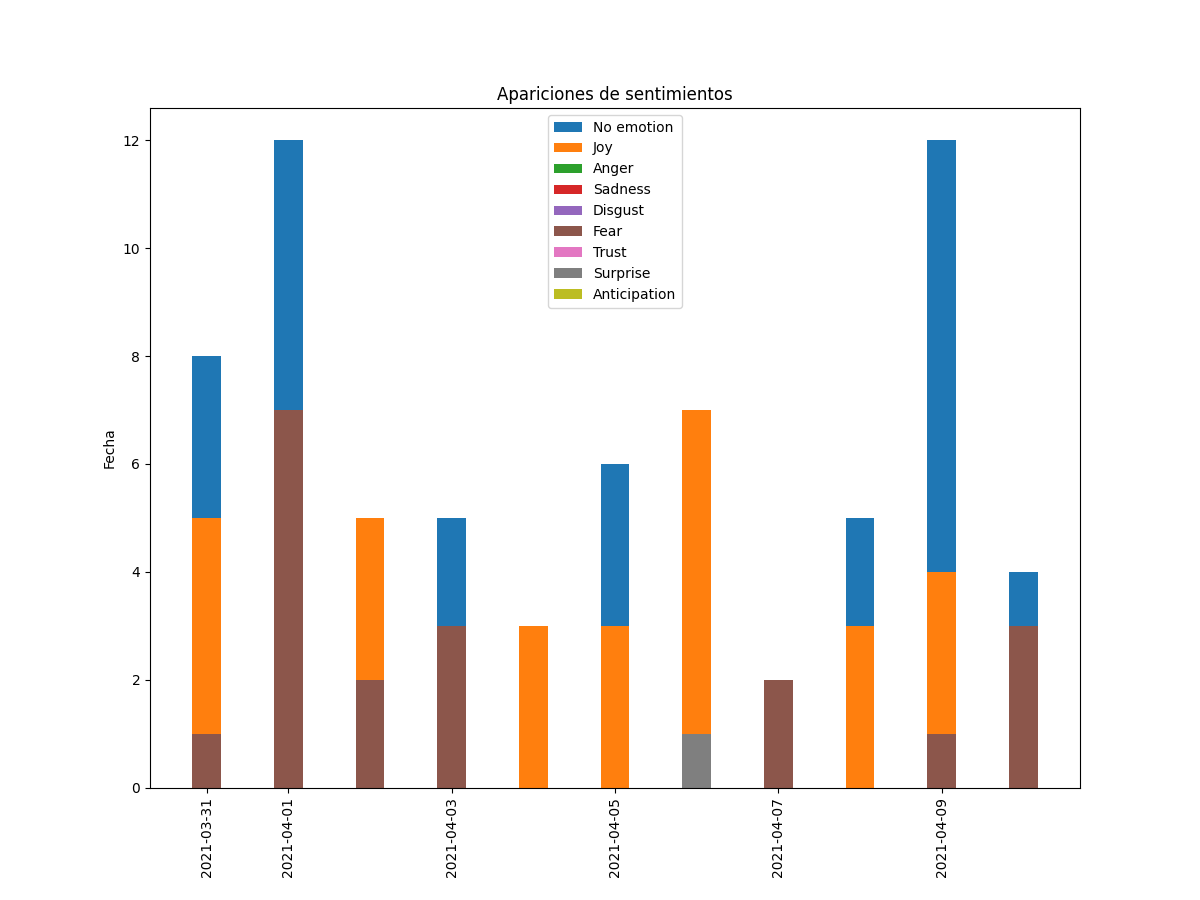 Apariciones de sentimientos
No emotion
Joy
Anger
Sadness
Disgust
Fear
Trust
Surprise
Anticipation
Fecha
12
10
8
6
4
2
0
2021-03-31
2021-04-01
2021-04-03
2021-04-05
2021-04-07
2021-04-09